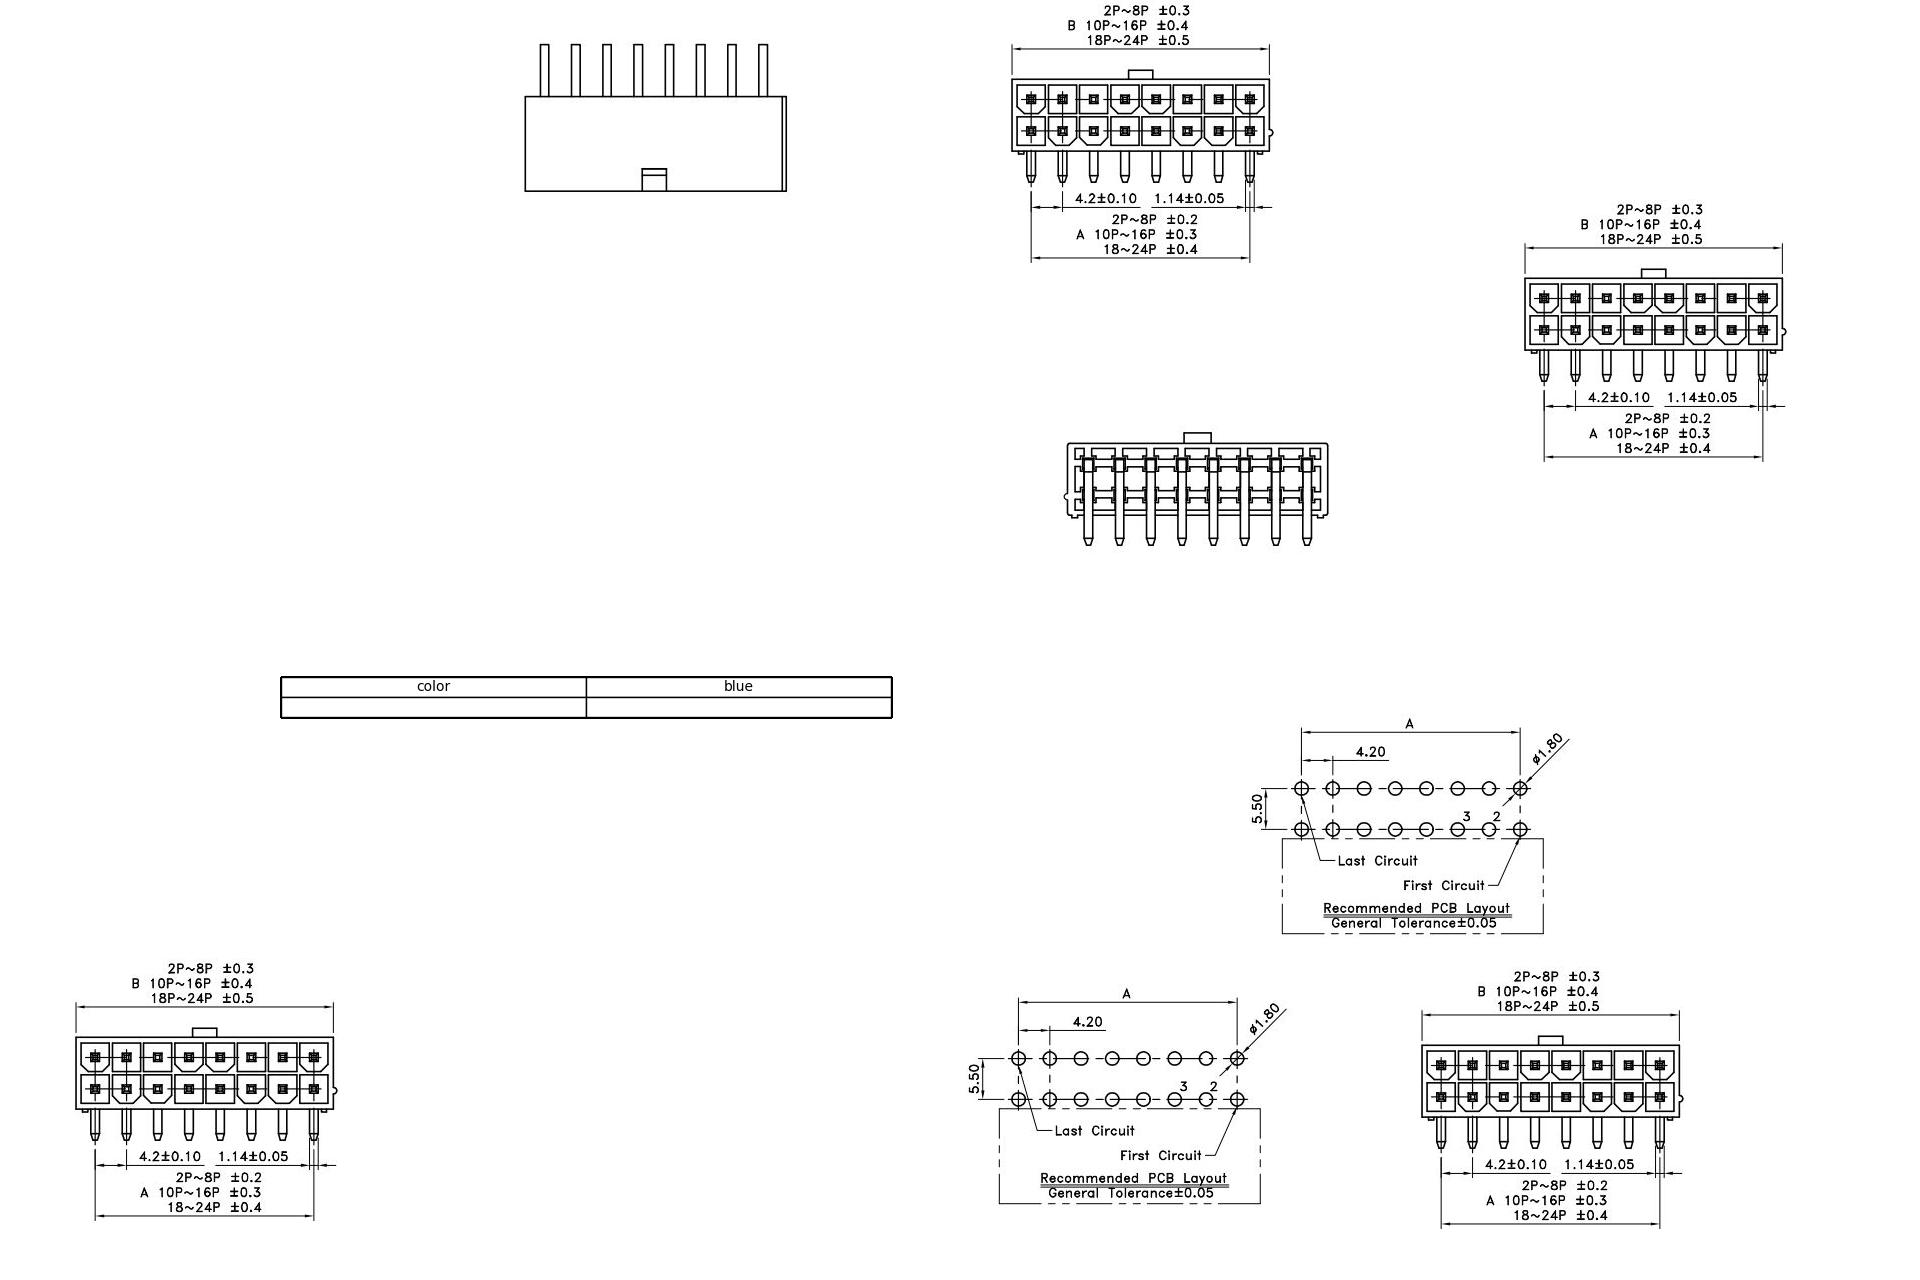 2P~8P ±0.3
B 10P~16P ±0.4
18P~24P ±0.5
4.2±0.10 1.14±0.05
2P~8P ±0.2
A 10P~16P ±0.3
18~24P ±0.4
2P~8P ±0.3
B 10P~16P ±0.4
18P~24P ±0.5
4.2±0.10 1.14±0.05
2P~8P ±0.2
A 10P~16P ±0.3
18~24P ±0.4
color blue
A
4.20
ø1.80
5.50
3 2
Last Circuit
First Circuit
Recommended PCB Layout
General Tolerance±0.05
2P~8P ±0.3
B 10P~16P ±0.4
18P~24P ±0.5
4.2±0.10 1.14±0.05
2P~8P ±0.2
A 10P~16P ±0.3
18~24P ±0.4
A
4.20
ø1.80
5.50
3 2
Last Circuit
First Circuit
Recommended PCB Layout
General Tolerance±0.05
2P~8P ±0.3
B 10P~16P ±0.4
18P~24P ±0.5
4.2±0.10 1.14±0.05
2P~8P ±0.2
A 10P~16P ±0.3
18~24P ±0.4